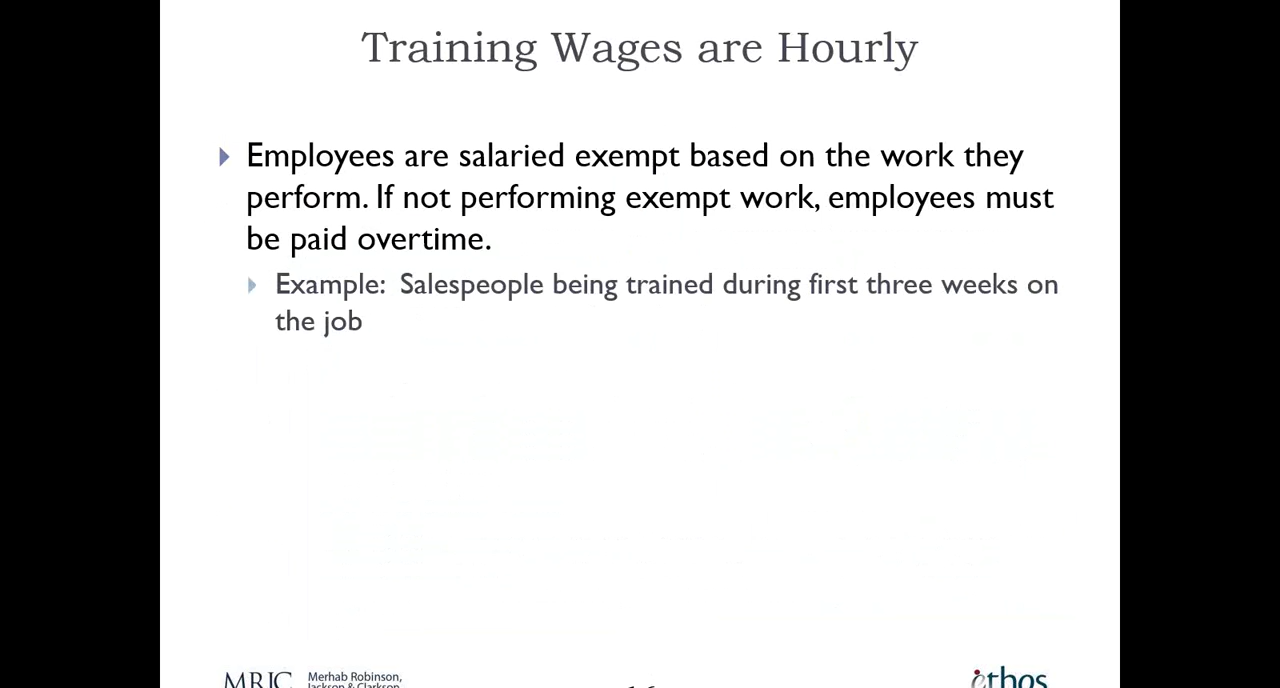 Training Wages are Hourly
Employees are salaried exempt based on the work they
perform. If not performing exempt work, employees must
be paid overtime.
Example: Salespeople being trained during first three weeks on
the job
MRJC Merhab Robinson,
Jackson & Clarkson
ethos